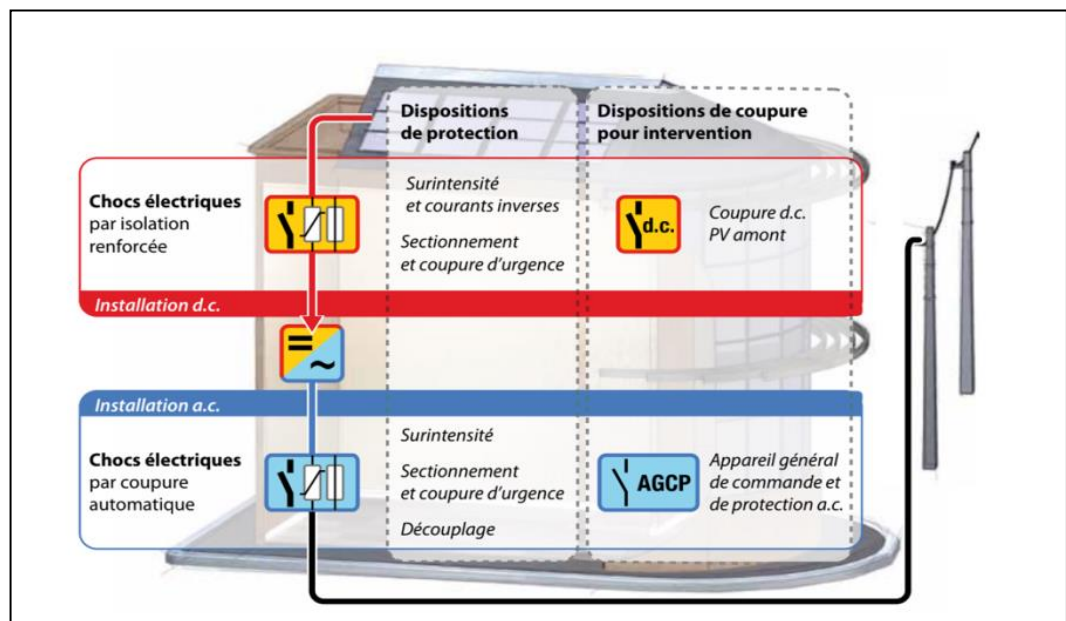 Dispositions
de protection
Dispositions de coupure
pour intervention
Chocs électriques
par isolation
renforcée
Surintensité
et courants inverses
Sectionnement
et coupure d'urgence
d.c.
Coupure d.c.
PV amont
Installation d.c.
Installation a.c.
Chocs électriques
par coupure
automatique
Surintensité
Sectionnement
et coupure d'urgence
Découplage
AGCP
Appareil général
de commande et
de protection a.c.